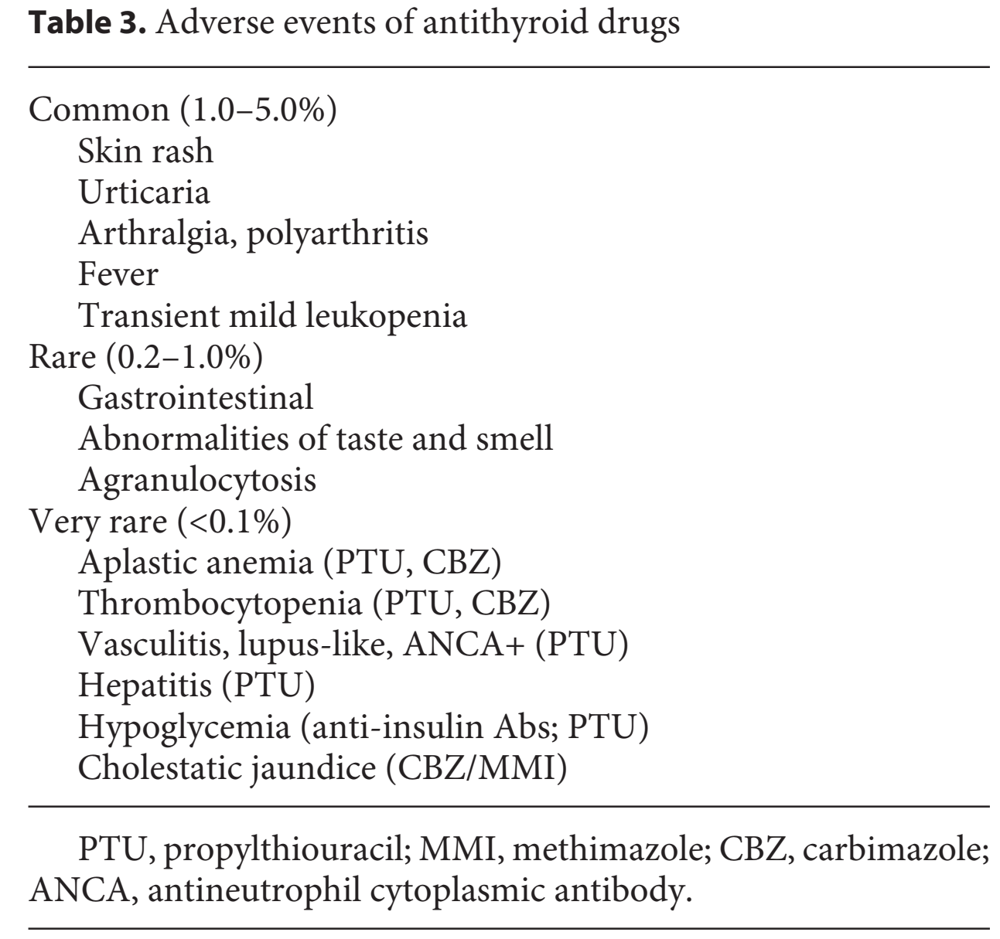 Table 3. Adverse events of antithyroid drugs
Common (1.0–5.0%)
Skin rash
Urticaria
Arthralgia, polyarthritis
Fever
Transient mild leukopenia
Rare (0.2–1.0%)
Gastrointestinal
Abnormalities of taste and smell
Agranulocytosis
Very rare (<0.1%)
Aplastic anemia (PTU, CBZ)
Thrombocytopenia (PTU, CBZ)
Vasculitis, lupus-like, ANCA+ (PTU)
Hepatitis (PTU)
Hypoglycemia (anti-insulin Abs; PTU)
Cholestatic jaundice (CBZ/MMI)
PTU, propylthiouracil; MMI, methimazole; CBZ, carbimazole;
ANCA, antineutrophil cytoplasmic antibody.